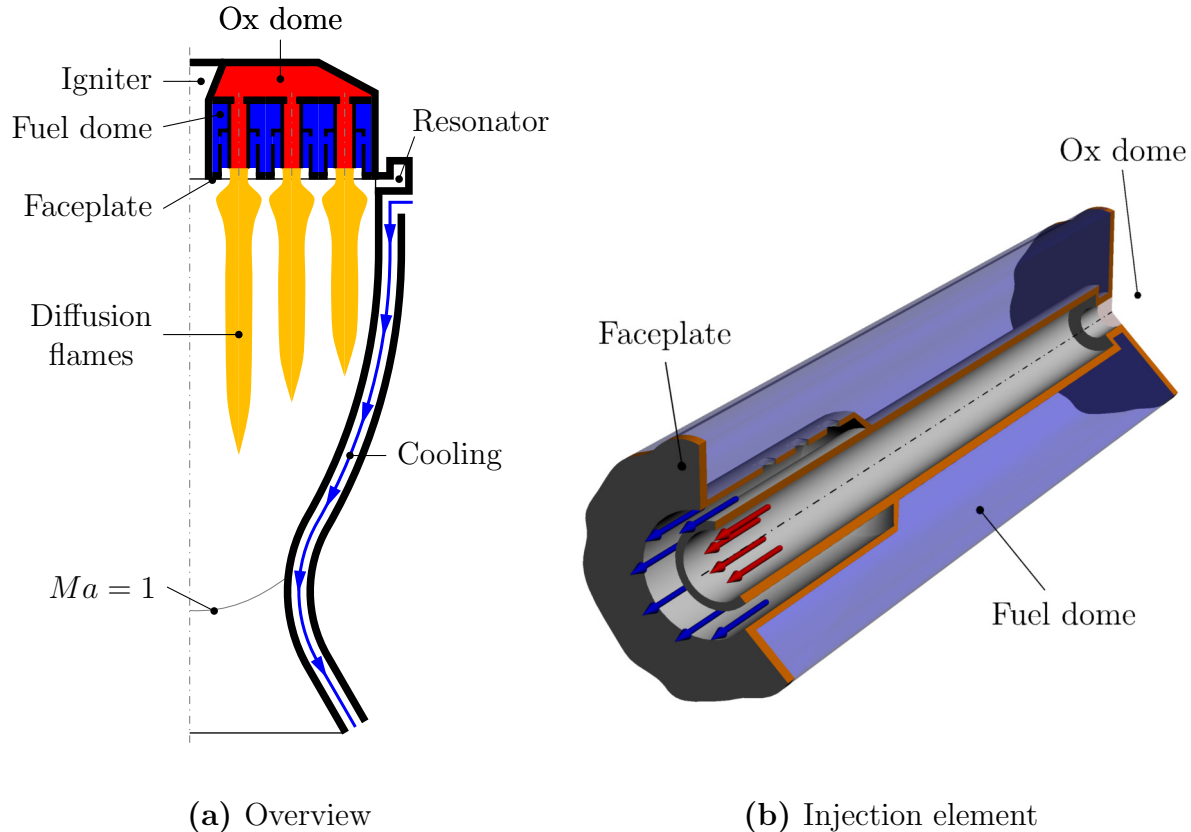 Ox dome
Igniter
Fuel dome
Resonator
Faceplate
Diffusion
flames
Cooling
Ma = 1
(a) Overview
Ox dome
Faceplate
Fuel dome
(b) Injection element